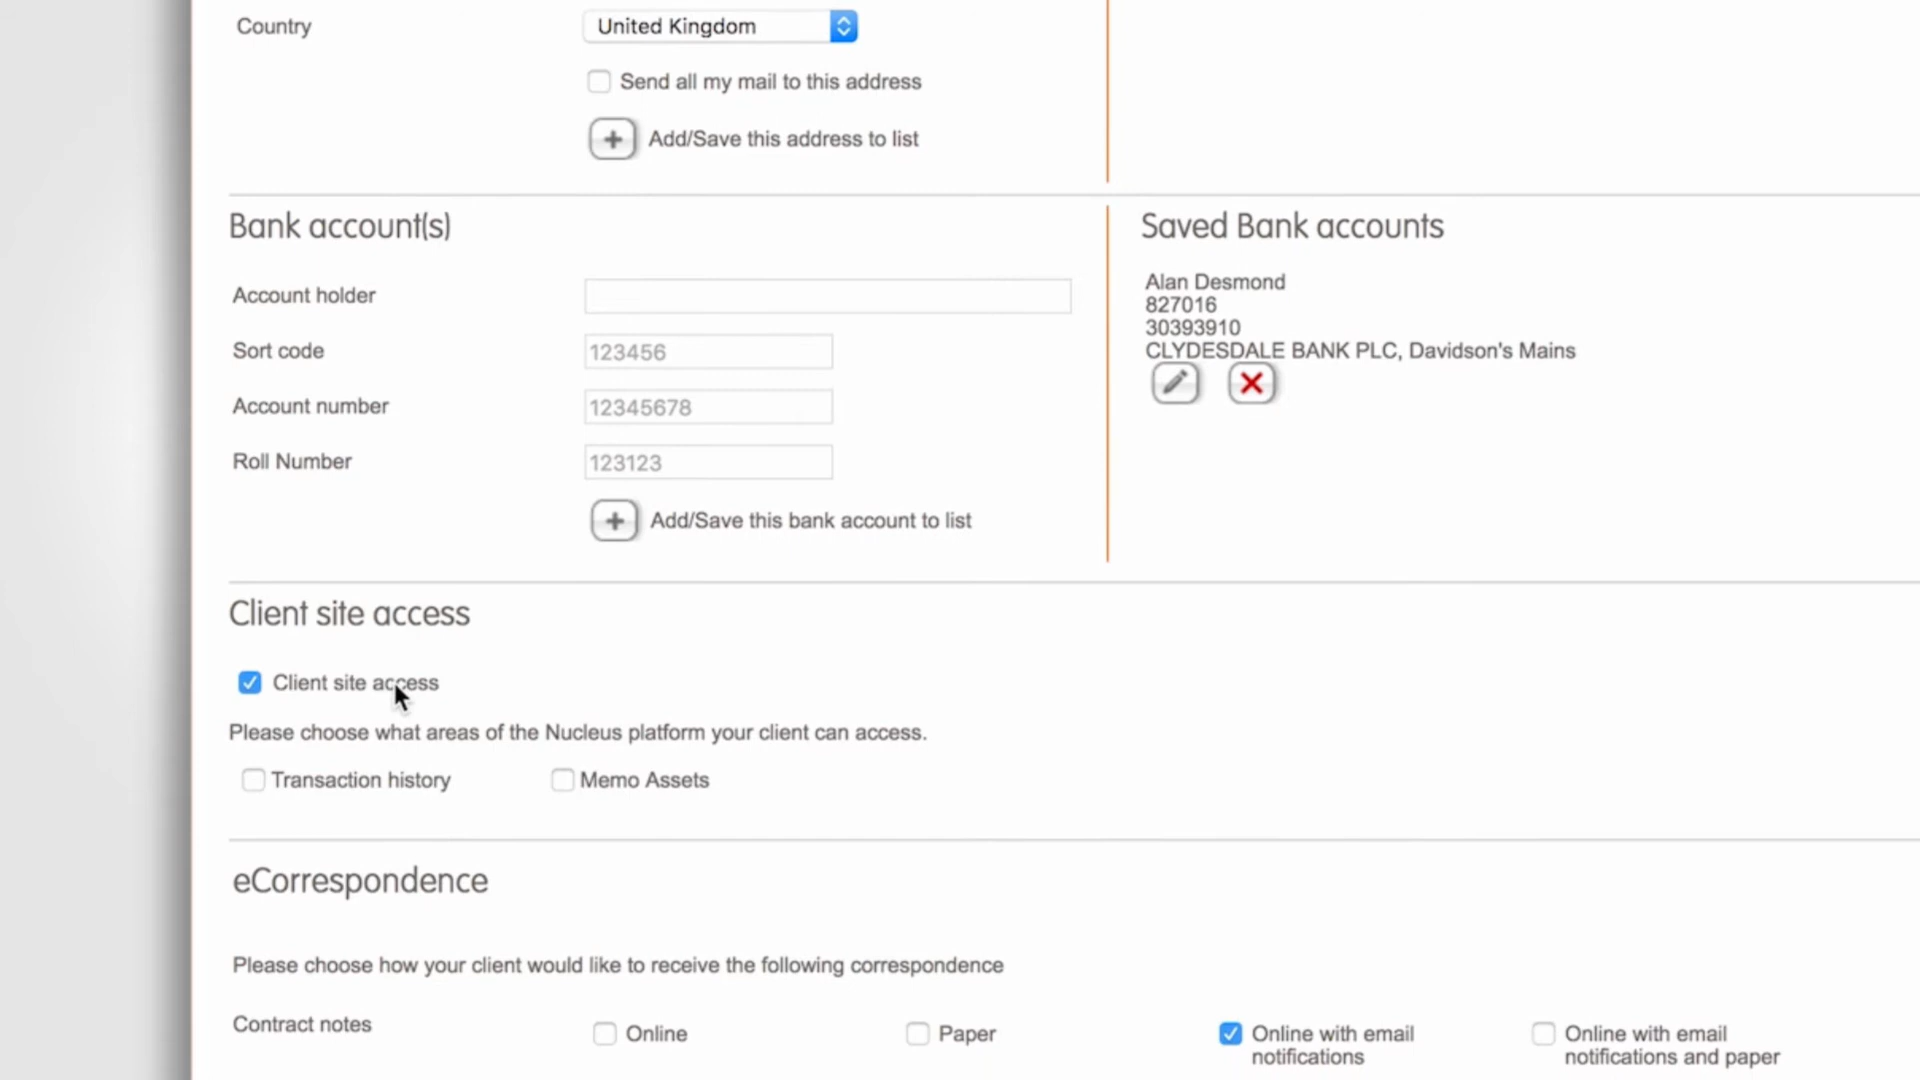 Country
United Kingdom
Send all my mail to this address
Add/Save this address to list
Bank account(s)
Saved Bank accounts
Account holder
Alan Desmond
827016
30393910
CLYDESDALE BANK PLC, Davidson's Mains
Sort code
123456
Account number
12345678
Roll Number
123123
Add/Save this bank account to list
Client site access
Client site access
Please choose what areas of the Nucleus platform your client can access.
Transaction history
Memo Assets
eCorrespondence
Please choose how your client would like to receive the following correspondence
Contract notes
Online
Paper
Online with email
notifications
Online with email
notifications and paper